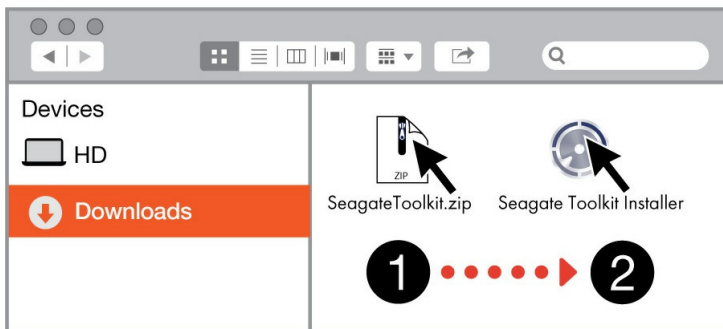 Devices
HD
Downloads
ZIP
SeagateToolkit.zip
Seagate Toolkit Installer
1
2